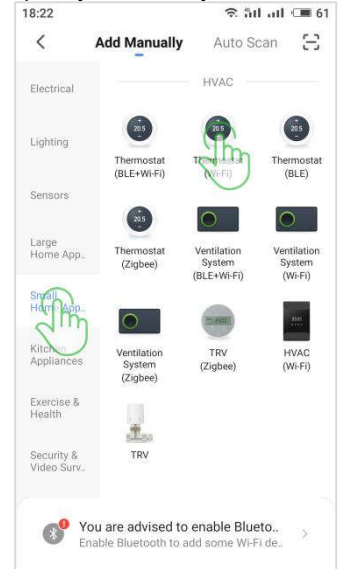 18:22
61
Add Manually
Auto Scan
HVAC
Electrical
Lighting
Sensors
Large
Home App..
Small
Home App..
Kitchen
Appliances
Exercise &
Health
Security &
Video Surv..
20.5
20.5
20.5
Thermostat
(BLE+Wi-Fi)
Thermostat
(Wi-Fi)
Thermostat
(BLE)
20.5
Thermostat
(Zigbee)
Ventilation
System
(BLE+Wi-Fi)
Ventilation
System
(Wi-Fi)
Ventilation
System
(Zigbee)
TRV
(Zigbee)
HVAC
(Wi-Fi)
TRV
You are advised to enable Blueto..
Enable Bluetooth to add some Wi-Fi de..